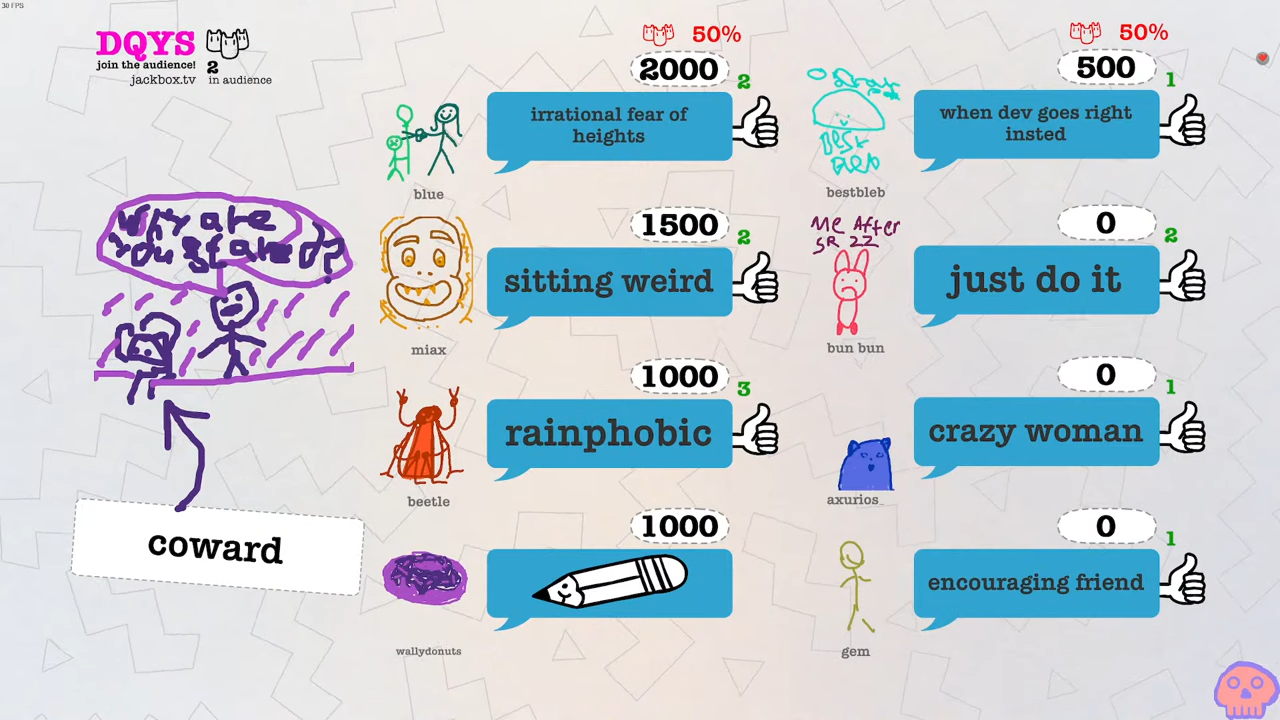 30 FPS
DQYS
join the audience!
jackbox.tv
2
in audience
why are
you scared?
coward
50%
2000
2
irrational fear of
heights
blue
1500
2
sitting weird
miax
1000
3
rainphobic
beetle
1000
wallydonuts
50%
500
1
when dev goes right
insted
Best
bestbleb
0
2
Me After
SR 22
just do it
bun bun
0
1
crazy woman
axurios_
0
1
encouraging friend
gem